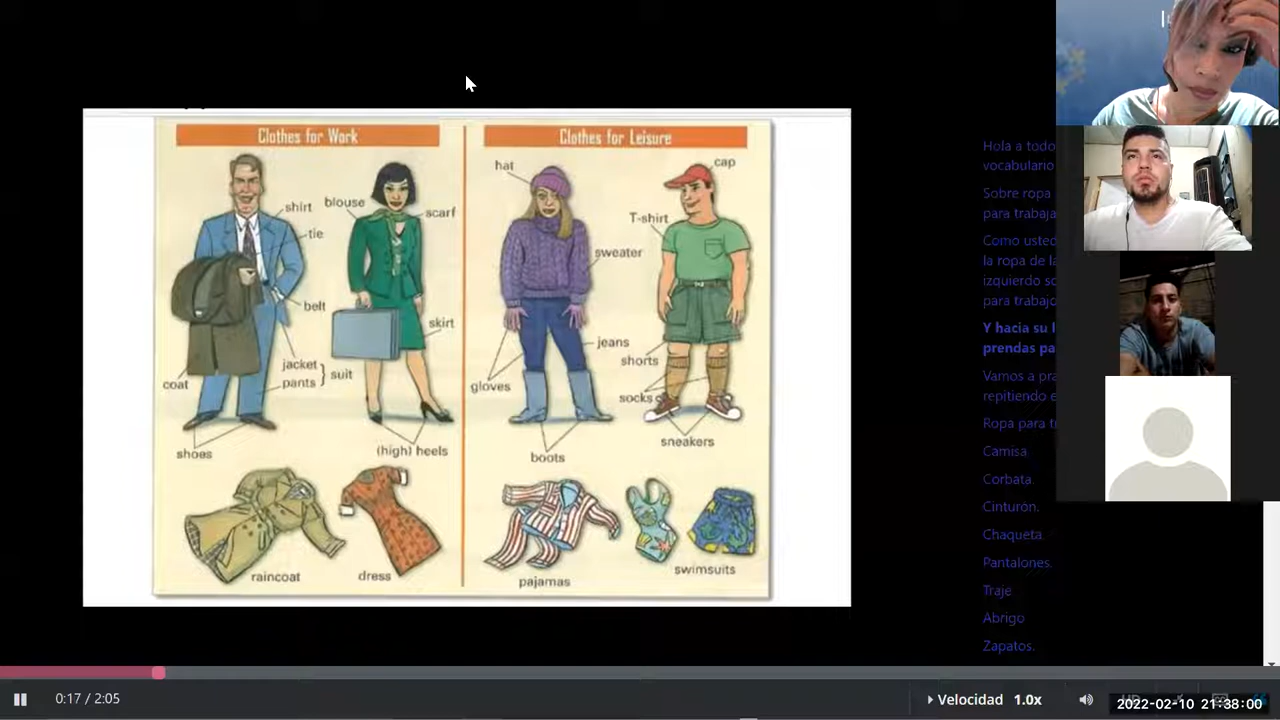 Clothes for Work
Clothes for Leisure
hat
cap
shirt
blouse
scarf
T-shirt
tie
sweater
belt
skirt
jeans
jacket
shorts
coat
pants
suit
gloves
socks
shoes
(high) heels
boots
sneakers
raincoat
dress
pajamas
swimsuits
Hola a todo
vocabulario
Sobre ropa
para trabaja
Como usted
la ropa de la
izquierdo so
para trabajo
Y hacia su l
prendas pa
Vamos a pra
repitiendo e
Ropa para t
Camisa
Corbata.
Cinturón.
Chaqueta
Pantalones.
Traje
Abrigo
Zapatos.
0:17 / 2:05
Velocidad 1.0x
2022-02-10 21:38:00